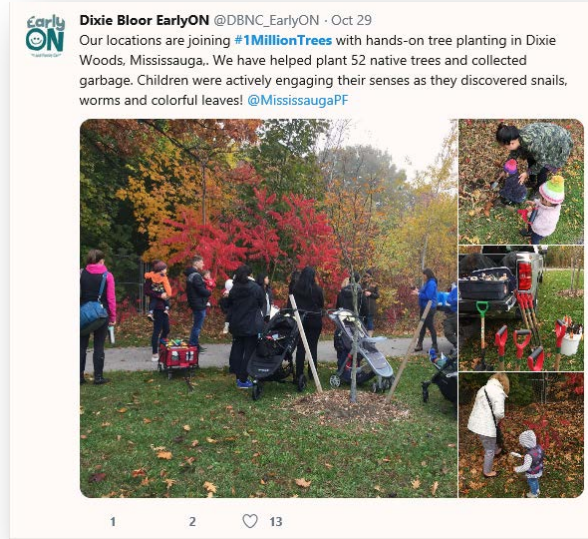 Early
ON
Dixie Bloor EarlyON @DBNC_EarlyON · Oct 29
Our locations are joining #1MillionTrees with hands-on tree planting in Dixie
Woods, Mississauga,. We have helped plant 52 native trees and collected
garbage. Children were actively engaging their senses as they discovered snails,
worms and colorful leaves! @MississaugaPF
1 2 13